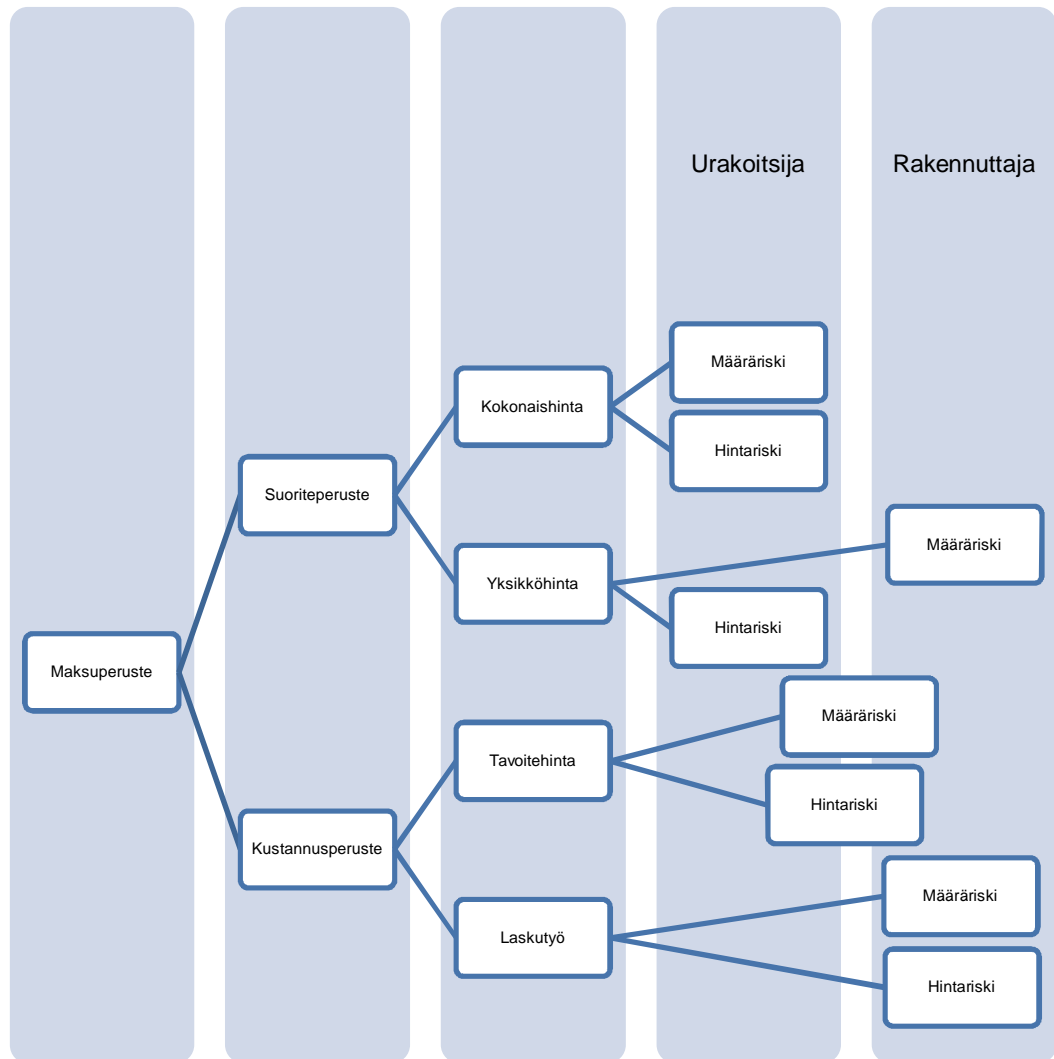 Urakoitsija
Rakennuttaja
Määräriski
Kokonaishinta
Hintariski
Suoriteperuste
Määräriski
Yksikköhinta
Hintariski
Maksuperuste
Määräriski
Tavoitehinta
Hintariski
Kustannusperuste
Määräriski
Laskutyö
Hintariski